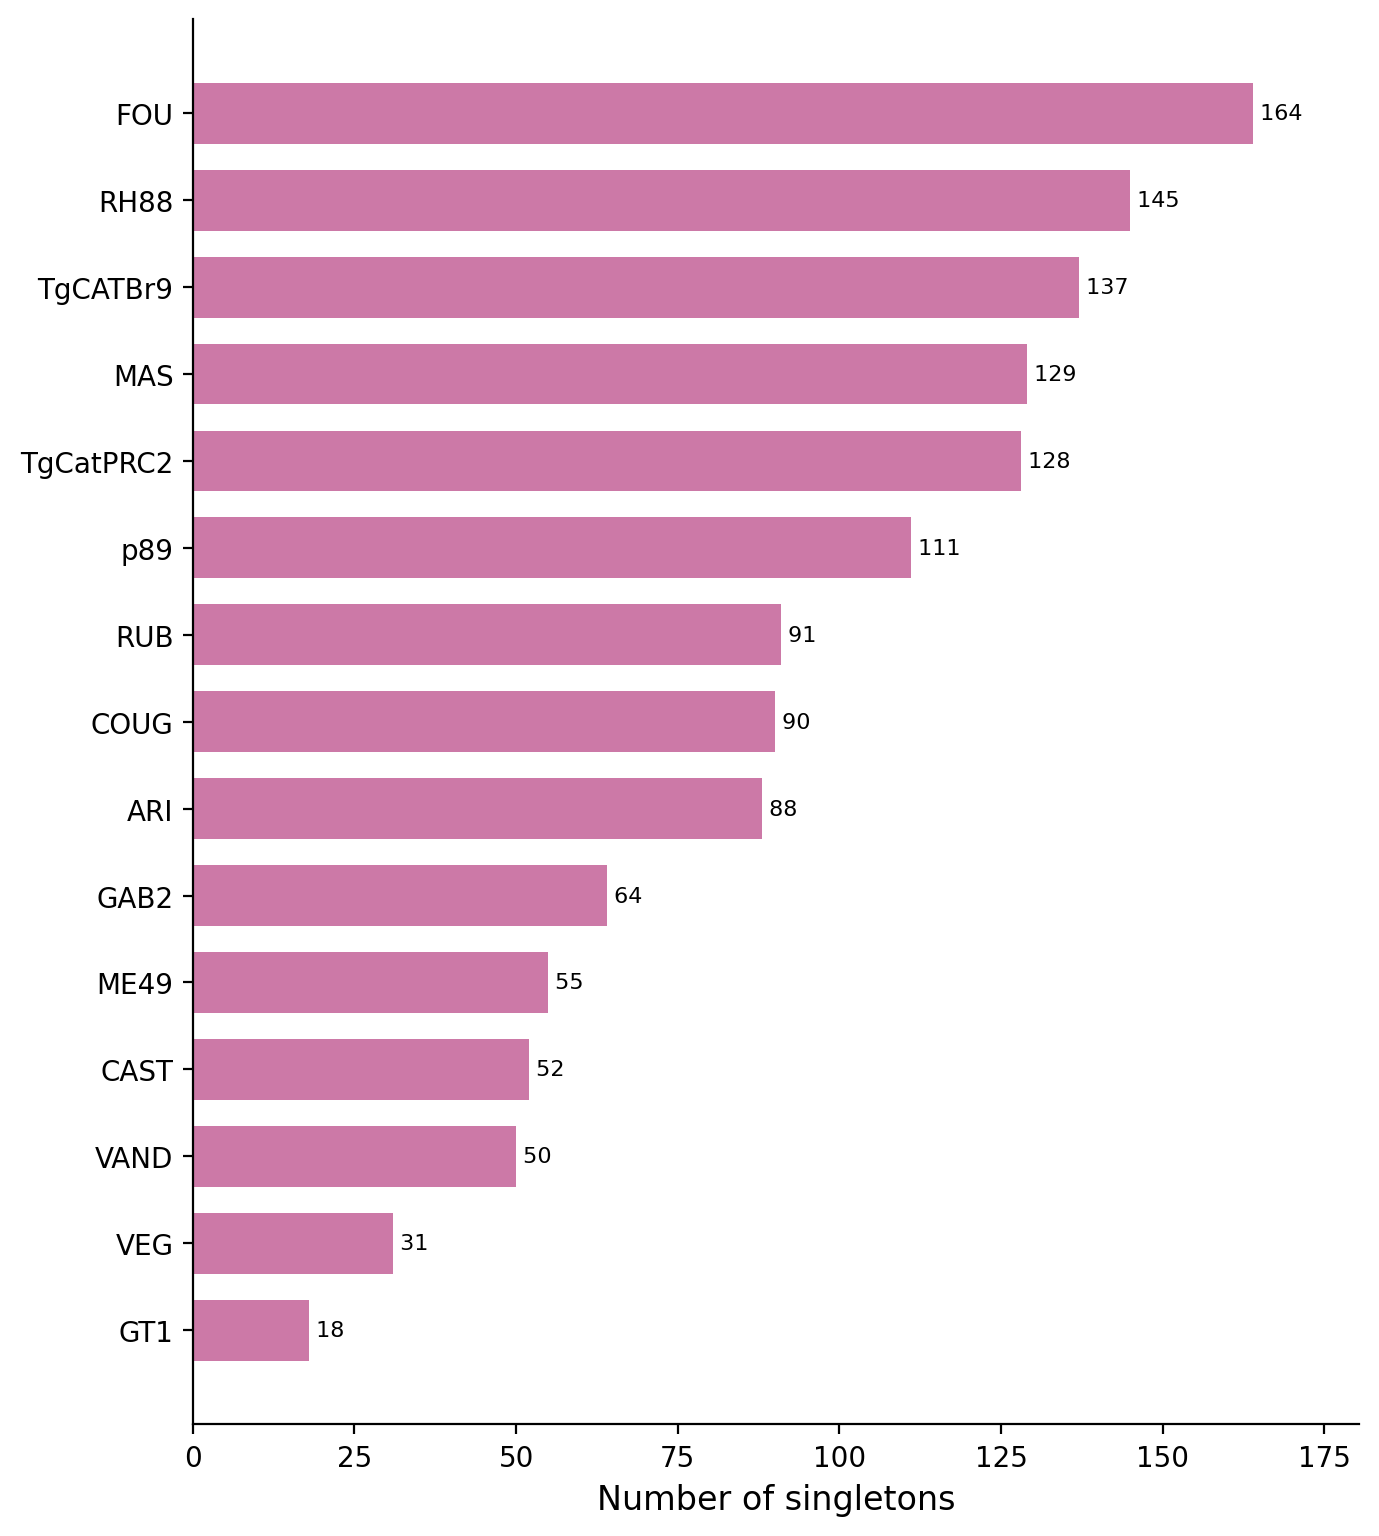 FOU 164
RH88 145
TgCATBr9 137
MAS 129
TgCatPRC2 128
p89 111
RUB 91
COUG 90
ARI 88
GAB2 64
ME49 55
CAST 52
VAND 50
VEG 31
GT1 18
0 25 50 75 100 125 150 175
Number of singletons